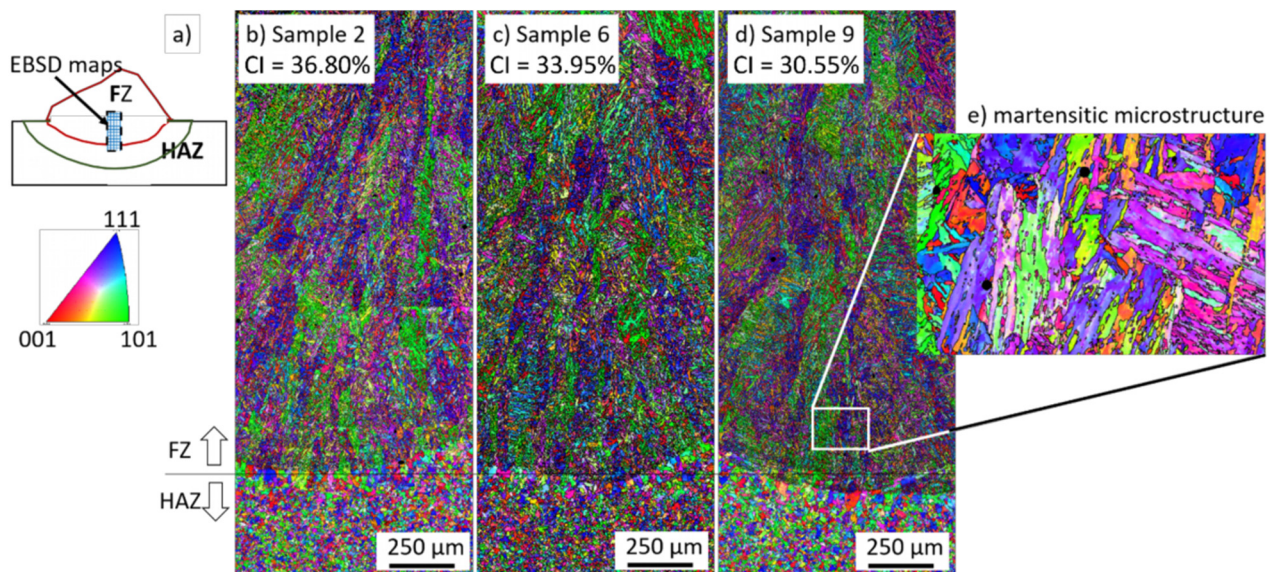 a)
EBSD maps
FZ
HAZ
111
001
101
FZ
HAZ
b) Sample 2
CI = 36.80%
250 µm
c) Sample 6
CI = 33.95%
250 µm
d) Sample 9
CI = 30.55%
250 µm
e) martensitic microstructure